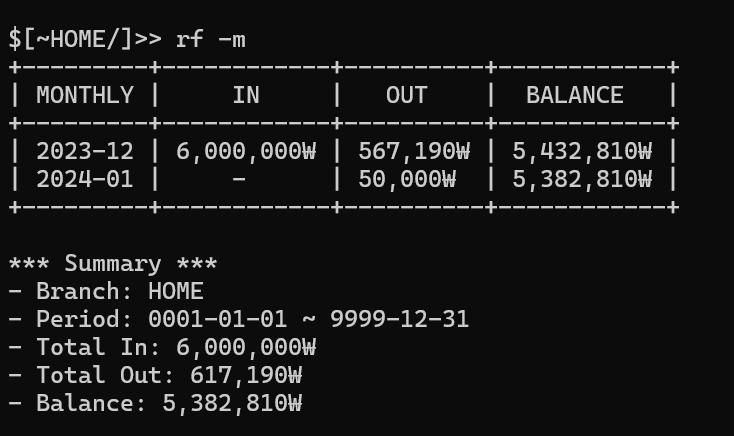 $[~HOME/]>> rf -m
+---------+------------+----------+------------+
| MONTHLY |     IN     |   OUT    |  BALANCE   |
+---------+------------+----------+------------+
| 2023-12 | 6,000,000₩ | 567,190₩ | 5,432,810₩ |
| 2024-01 |     -      | 50,000₩  | 5,382,810₩ |
+---------+------------+----------+------------+
*** Summary ***
- Branch: HOME
- Period: 0001-01-01 ~ 9999-12-31
- Total In: 6,000,000₩
- Total Out: 617,190₩
- Balance: 5,382,810₩